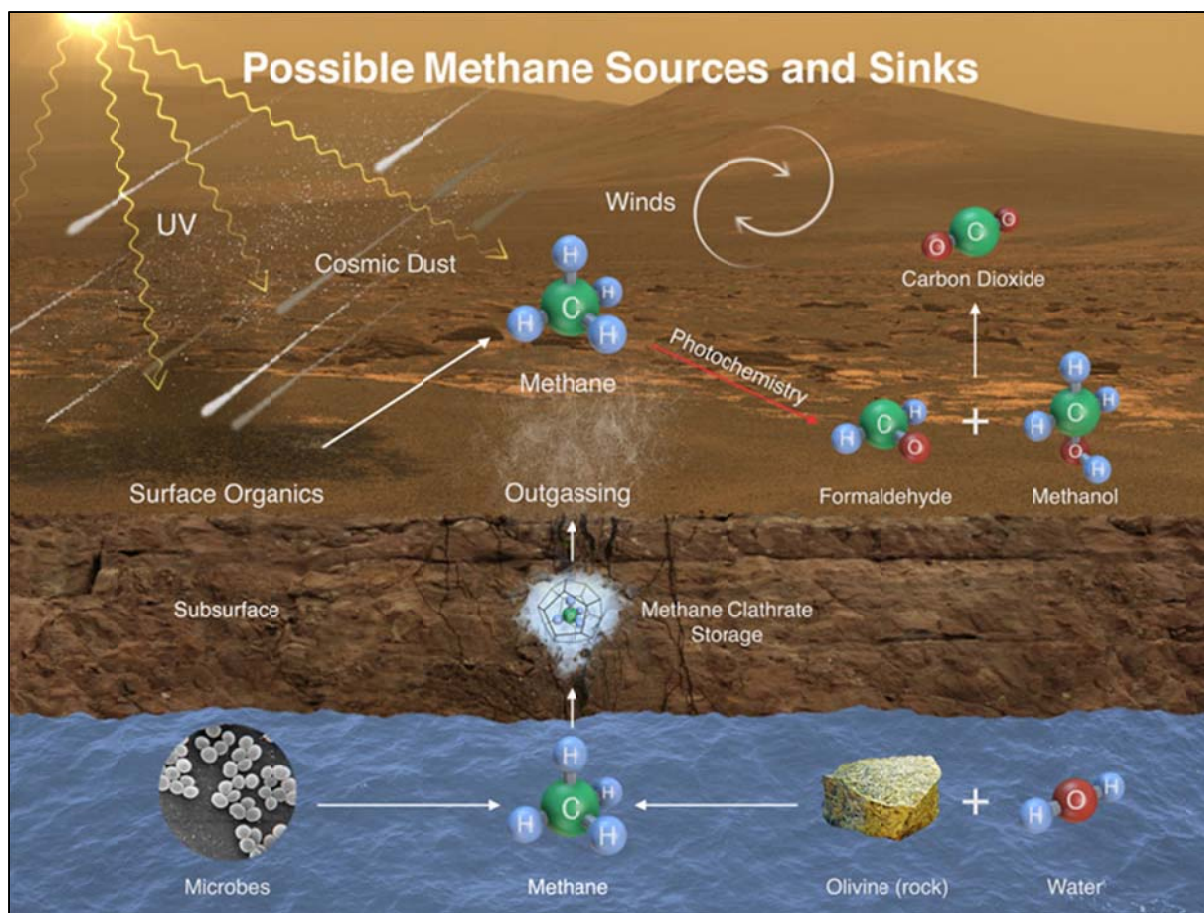 Possible Methane Sources and Sinks
UV
Cosmic Dust
Winds
H
C
H
H
H
Methane
Photochemistry
O
C
O
Carbon Dioxide
H
C
H
O
Formaldehyde
+
H
C
H
H
O
H
Methanol
Surface Organics
Outgassing
Subsurface
Methane Clathrate
Storage
Microbes
H
C
H
H
H
Methane
Olivine (rock)
+
H
O
H
Water